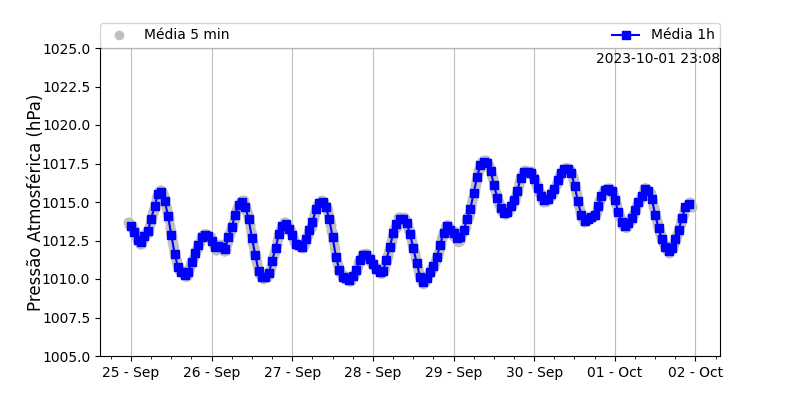 Média 5 min
Média 1h
2023-10-01 23:08
Pressão Atmosférica (hPa)
1025.0
1022.5
1020.0
1017.5
1015.0
1012.5
1010.0
1007.5
1005.0
25 - Sep
26 - Sep
27 - Sep
28 - Sep
29 - Sep
30 - Sep
01 - Oct
02 - Oct